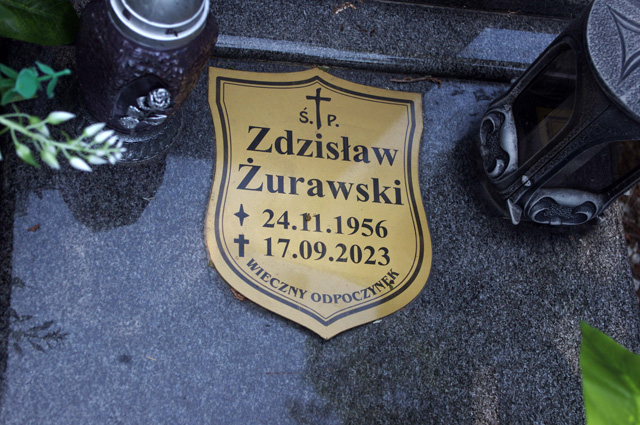 Ś. P.
Zdzisław
Żurawski
24.11.1956
17.09.2023
WIECZNY ODPOCZYNEK